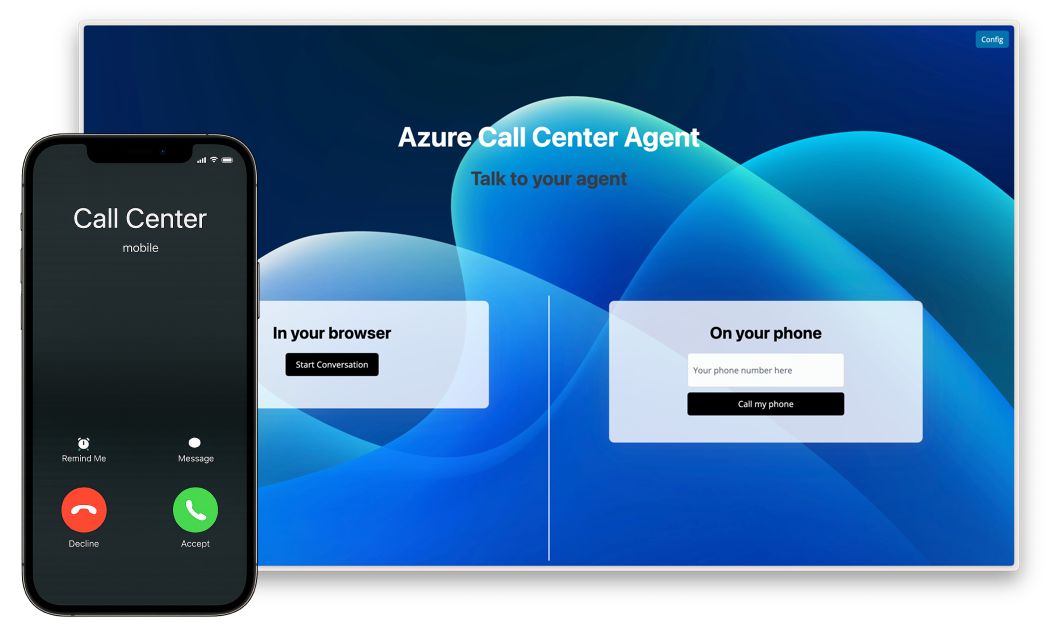 Config
Azure Call Center Agent
Talk to your agent
In your browser
Start Conversation
On your phone
Your phone number here
Call my phone
Call Center
mobile
Remind Me
Message
Decline
Accept